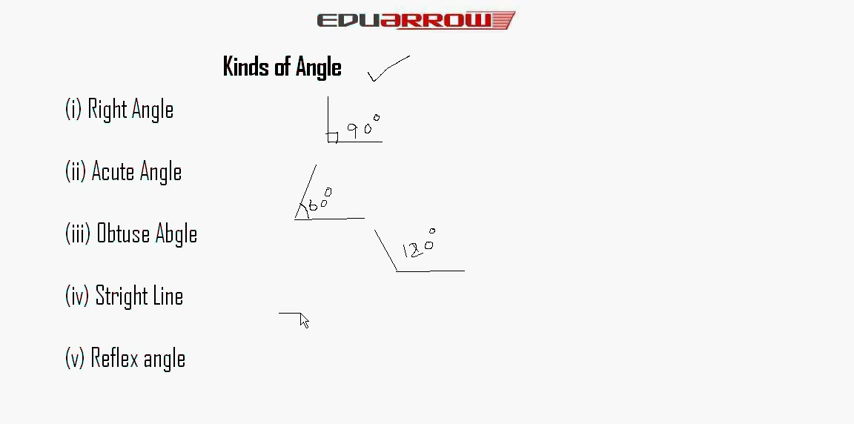 EDUARROW
Kinds of Angle
(i) Right Angle
90°
(ii) Acute Angle
60°
(iii) Obtuse Abgle
120°
(iv) Stright Line
(v) Reflex angle